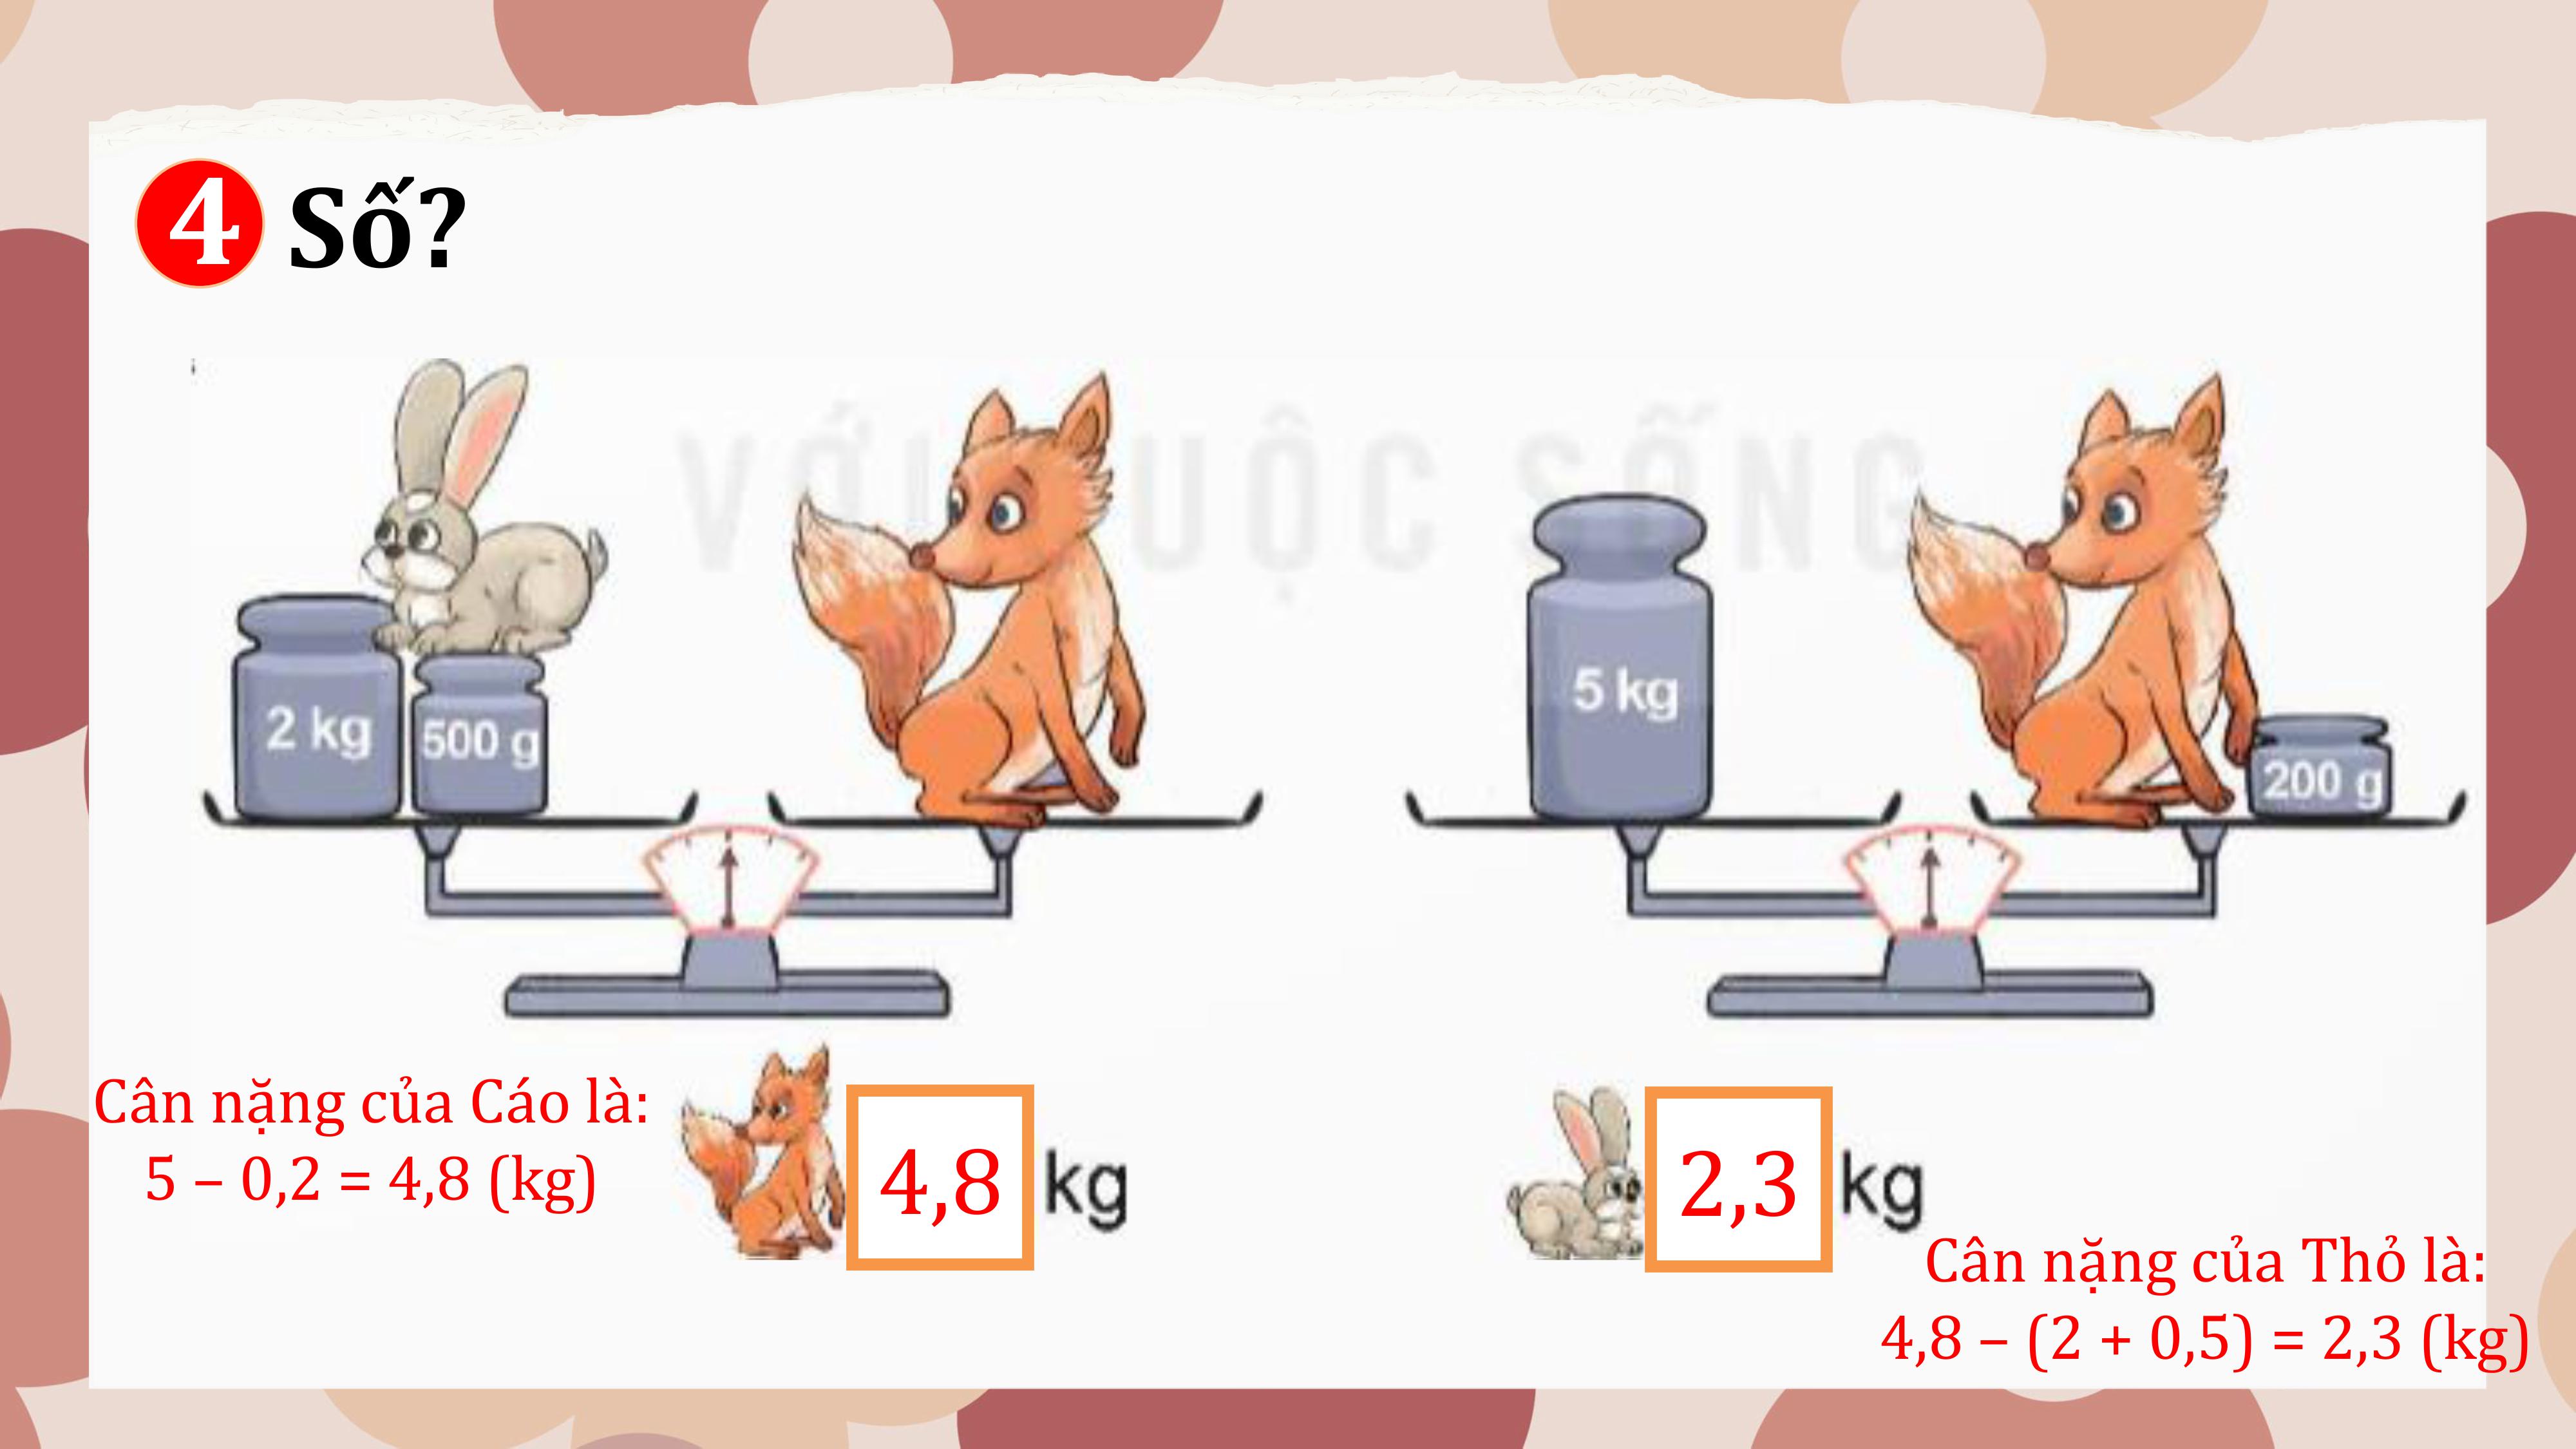 4 Số?
VỚI CUỘC SỐNG
2 kg
500 g
5 kg
200 g
Cân nặng của Cáo là:
5 – 0,2 = 4,8 (kg)
4,8 kg
2,3 kg
Cân nặng của Thỏ là:
4,8 – (2 + 0,5) = 2,3 (kg)